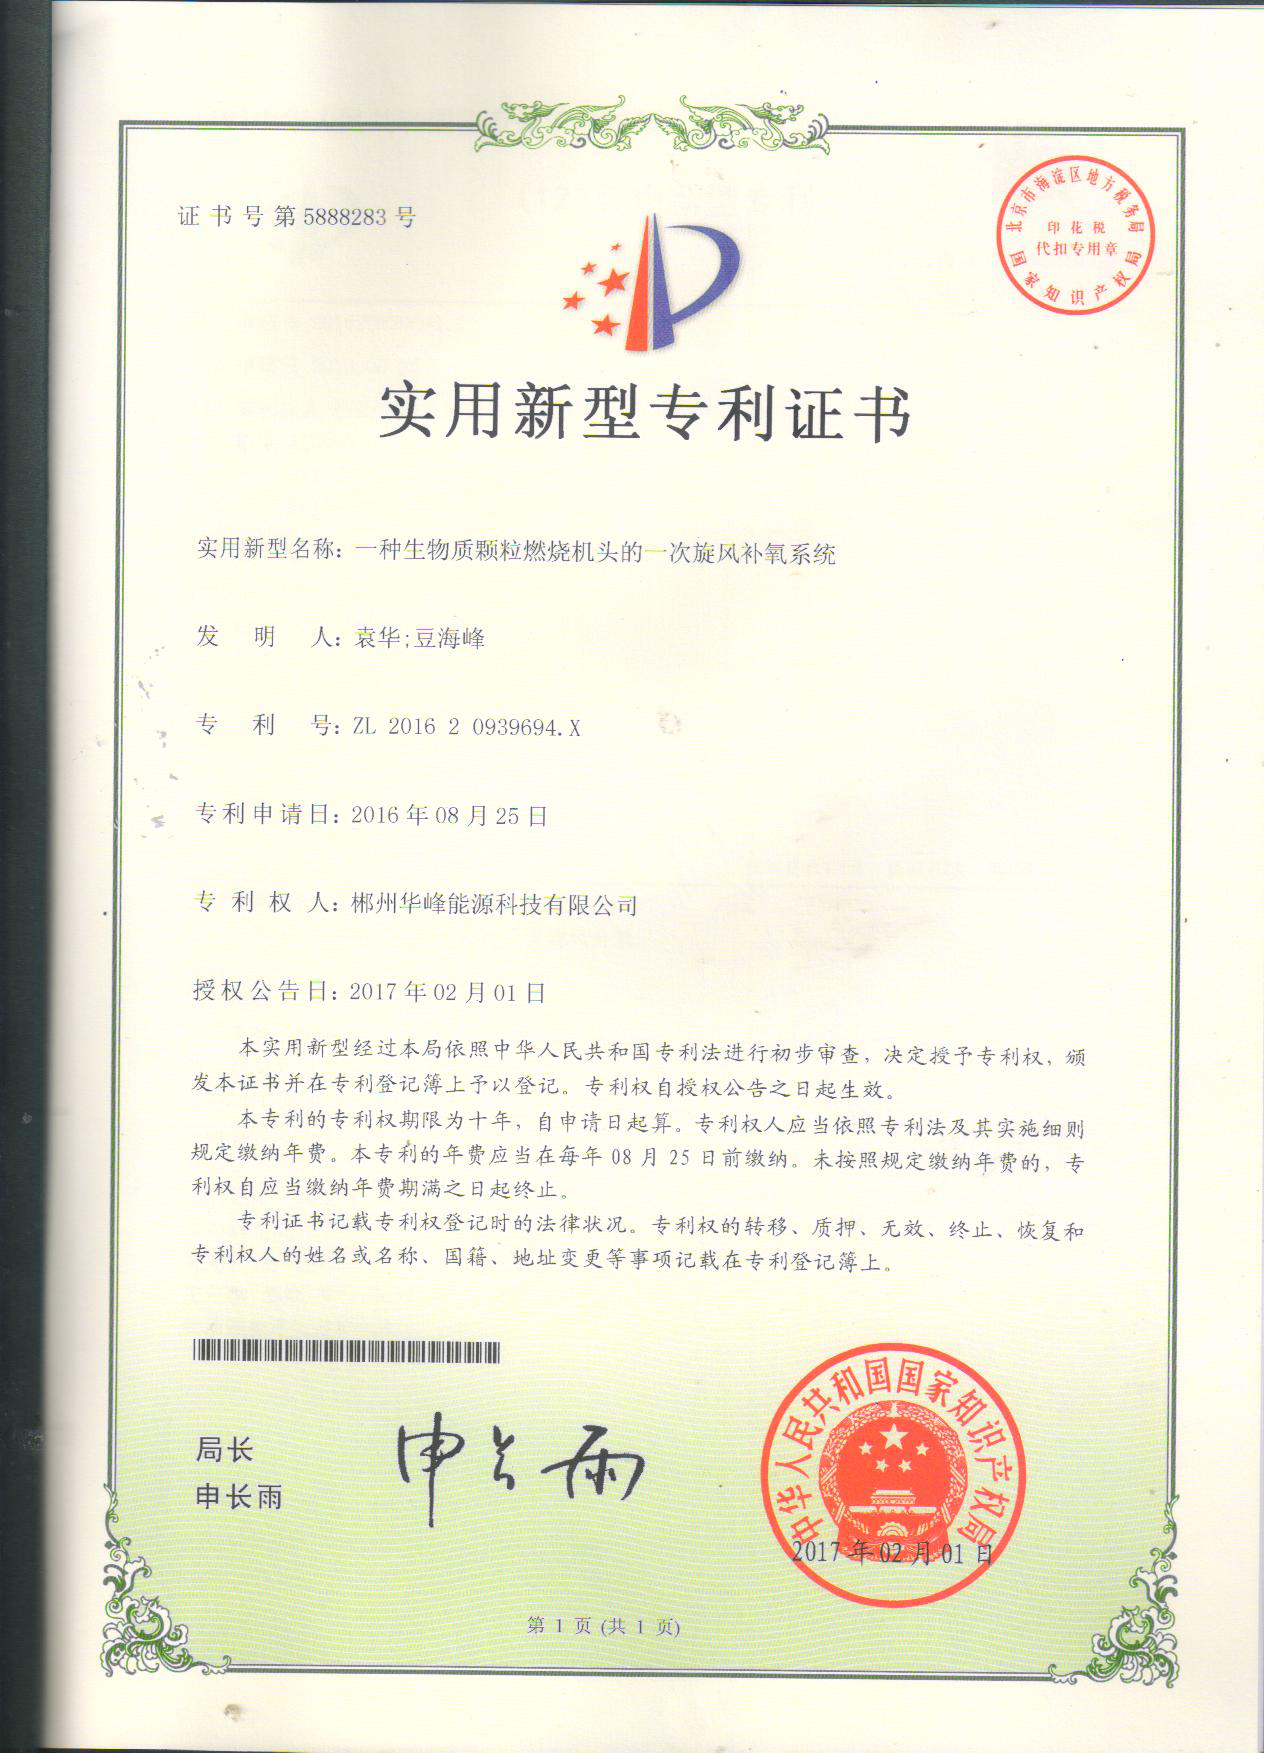 证书号第5888283号
北京市海淀区地方税务局
印花税
代扣专用章
国家知识产权局
实用新型专利证书
实用新型名称：一种生物质颗粒燃烧机头的一次旋风补氧系统
发明人：袁华;豆海峰
专利号：ZL 2016 2 0939694.X
专利申请日：2016年08月25日
专利权人：郴州华峰能源科技有限公司
授权公告日：2017年02月01日
本实用新型经过本局依照中华人民共和国专利法进行初步审查，决定授予专利权，颁
发本证书并在专利登记簿上予以登记。专利权自授权公告之日起生效。
本专利的专利权期限为十年，自申请日起算。专利权人应当依照专利法及其实施细则
规定缴纳年费。本专利的年费应当在每年08月25日前缴纳。未按照规定缴纳年费的，专
利权自应当缴纳年费期满之日起终止。
专利证书记载专利权登记时的法律状况。专利权的转移、质押、无效、终止、恢复和
专利权人的姓名或名称、国籍、地址变更等事项记载在专利登记簿上。
局长
申长雨
申长雨
中华人民共和国国家知识产权局
2017年02月01日
第1页(共1页)